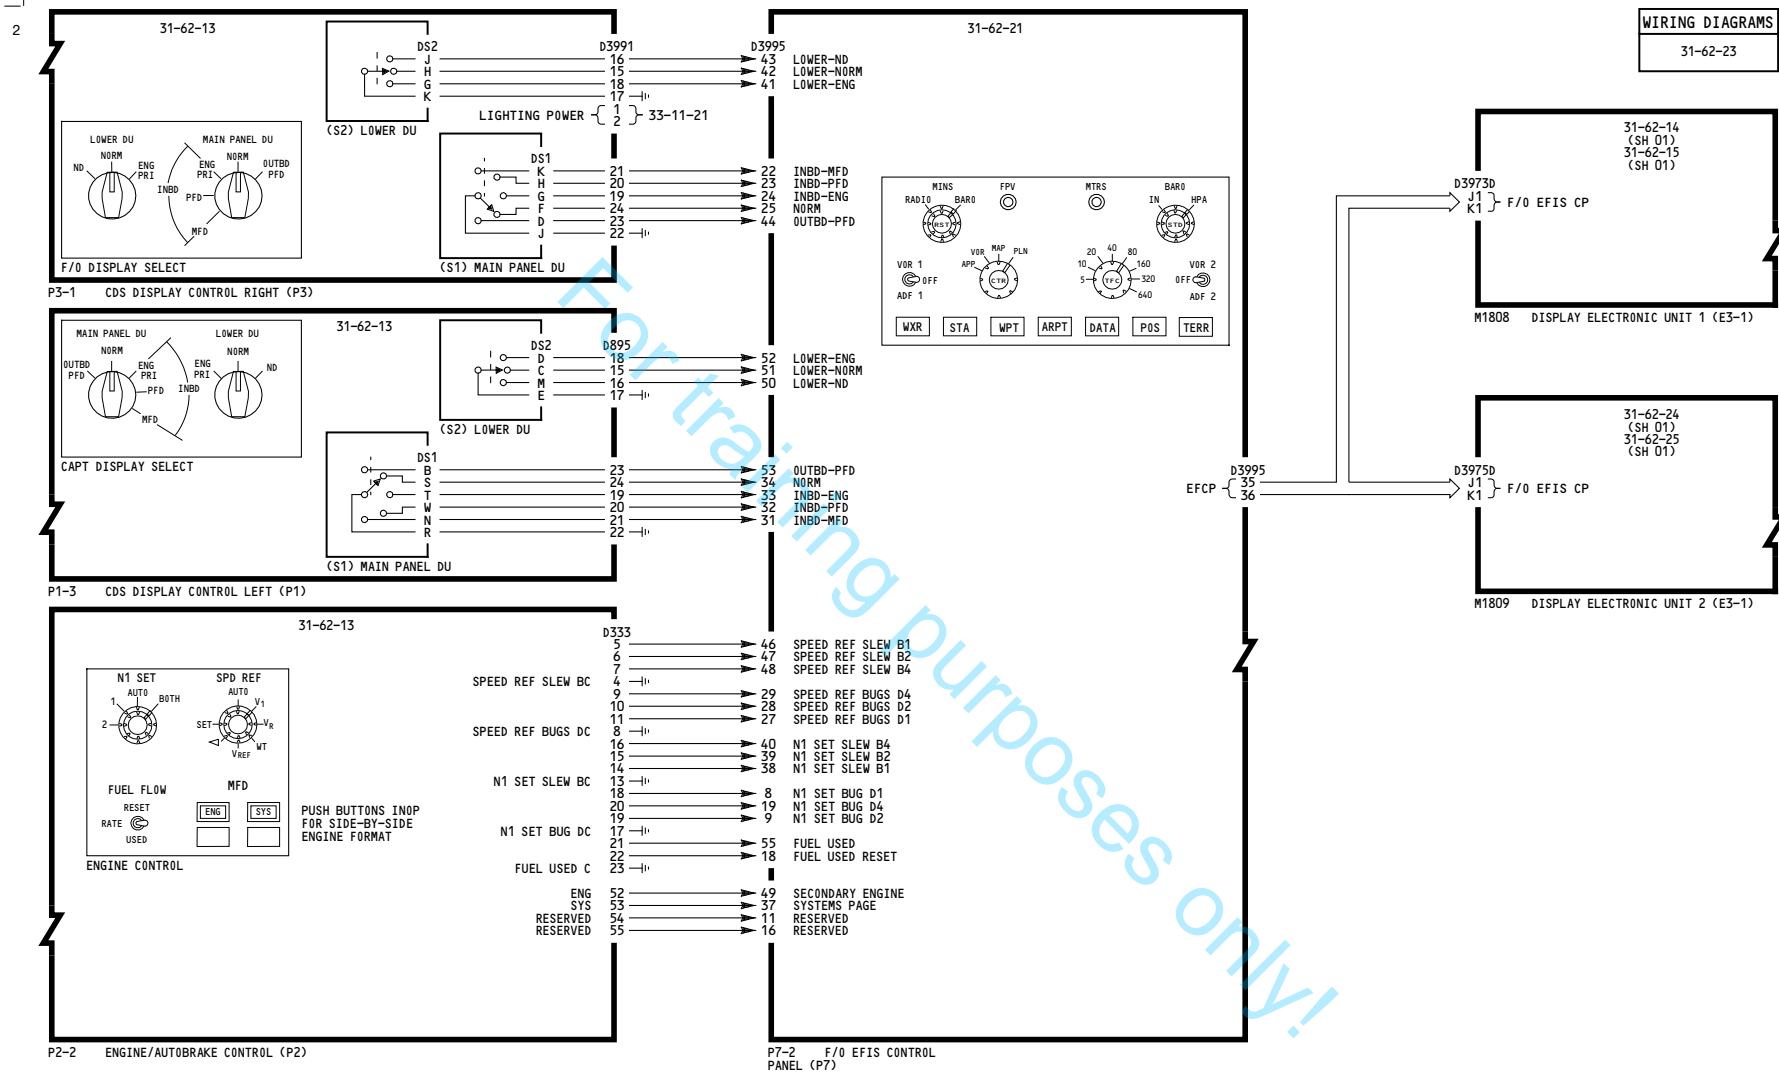 2
WIRING DIAGRAMS
31-62-23
31-62-13
DS2
J
H
G
K
(S2) LOWER DU
D3991
16
15
18
17
LIGHTING POWER
1
2
33-11-21
LOWER DU
ND
NORM
ENG
PRI
MAIN PANEL DU
NORM
ENG
PRI
OUTBD
PFD
INBD
PFD
MFD
F/O DISPLAY SELECT
DS1
K
H
G
F
D
J
21
20
19
24
23
22
(S1) MAIN PANEL DU
P3-1 CDS DISPLAY CONTROL RIGHT (P3)
31-62-13
MAIN PANEL DU
NORM
OUTBD
PFD
ENG
PRI
PFD
INBD
MFD
LOWER DU
NORM
ENG
PRI
ND
CAPT DISPLAY SELECT
DS2
D
C
M
E
(S2) LOWER DU
D895
18
15
16
17
DS1
B
S
T
W
N
R
23
24
19
20
21
22
(S1) MAIN PANEL DU
P1-3 CDS DISPLAY CONTROL LEFT (P1)
31-62-13
N1 SET
AUTO
1
BOTH
2
SPD REF
AUTO
V1
SET
VR
WT
VREF
FUEL FLOW
RESET
RATE
USED
MFD
ENG
SYS
PUSH BUTTONS INOP
FOR SIDE-BY-SIDE
ENGINE FORMAT
ENGINE CONTROL
D333
5
6
7
SPEED REF SLEW BC 4
9
10
11
SPEED REF BUGS DC 8
16
15
14
N1 SET SLEW BC 13
18
20
19
N1 SET BUG DC 17
21
22
FUEL USED C 23
ENG 52
SYS 53
RESERVED 54
RESERVED 55
P2-2 ENGINE/AUTOBRAKE CONTROL (P2)
31-62-21
D3995
43 LOWER-ND
42 LOWER-NORM
41 LOWER-ENG
22 INBD-MFD
23 INBD-PFD
24 INBD-ENG
25 NORM
44 OUTBD-PFD
MINS
RADIO
BARO
RST
FPV
MTRS
BARO
IN
HPA
STD
VOR 1
OFF
ADF 1
APP
VOR
MAP
PLN
CTR
5
10
20
40
80
160
320
640
TFC
VOR 2
OFF
ADF 2
WXR
STA
WPT
ARPT
DATA
POS
TERR
52 LOWER-ENG
51 LOWER-NORM
50 LOWER-ND
53 OUTBD-PFD
34 NORM
33 INBD-ENG
32 INBD-PFD
31 INBD-MFD
46 SPEED REF SLEW B1
47 SPEED REF SLEW B2
48 SPEED REF SLEW B4
29 SPEED REF BUGS D4
28 SPEED REF BUGS D2
27 SPEED REF BUGS D1
40 N1 SET SLEW B4
39 N1 SET SLEW B2
38 N1 SET SLEW B1
8 N1 SET BUG D1
19 N1 SET BUG D4
9 N1 SET BUG D2
55 FUEL USED
18 FUEL USED RESET
49 SECONDARY ENGINE
37 SYSTEMS PAGE
11 RESERVED
16 RESERVED
D3995
EFCP
35
36
P7-2 F/O EFIS CONTROL
PANEL (P7)
31-62-14
(SH 01)
31-62-15
(SH 01)
D3973D
J1
K1
F/O EFIS CP
M1808 DISPLAY ELECTRONIC UNIT 1 (E3-1)
31-62-24
(SH 01)
31-62-25
(SH 01)
D3975D
J1
K1
F/O EFIS CP
M1809 DISPLAY ELECTRONIC UNIT 2 (E3-1)
For training purposes only!